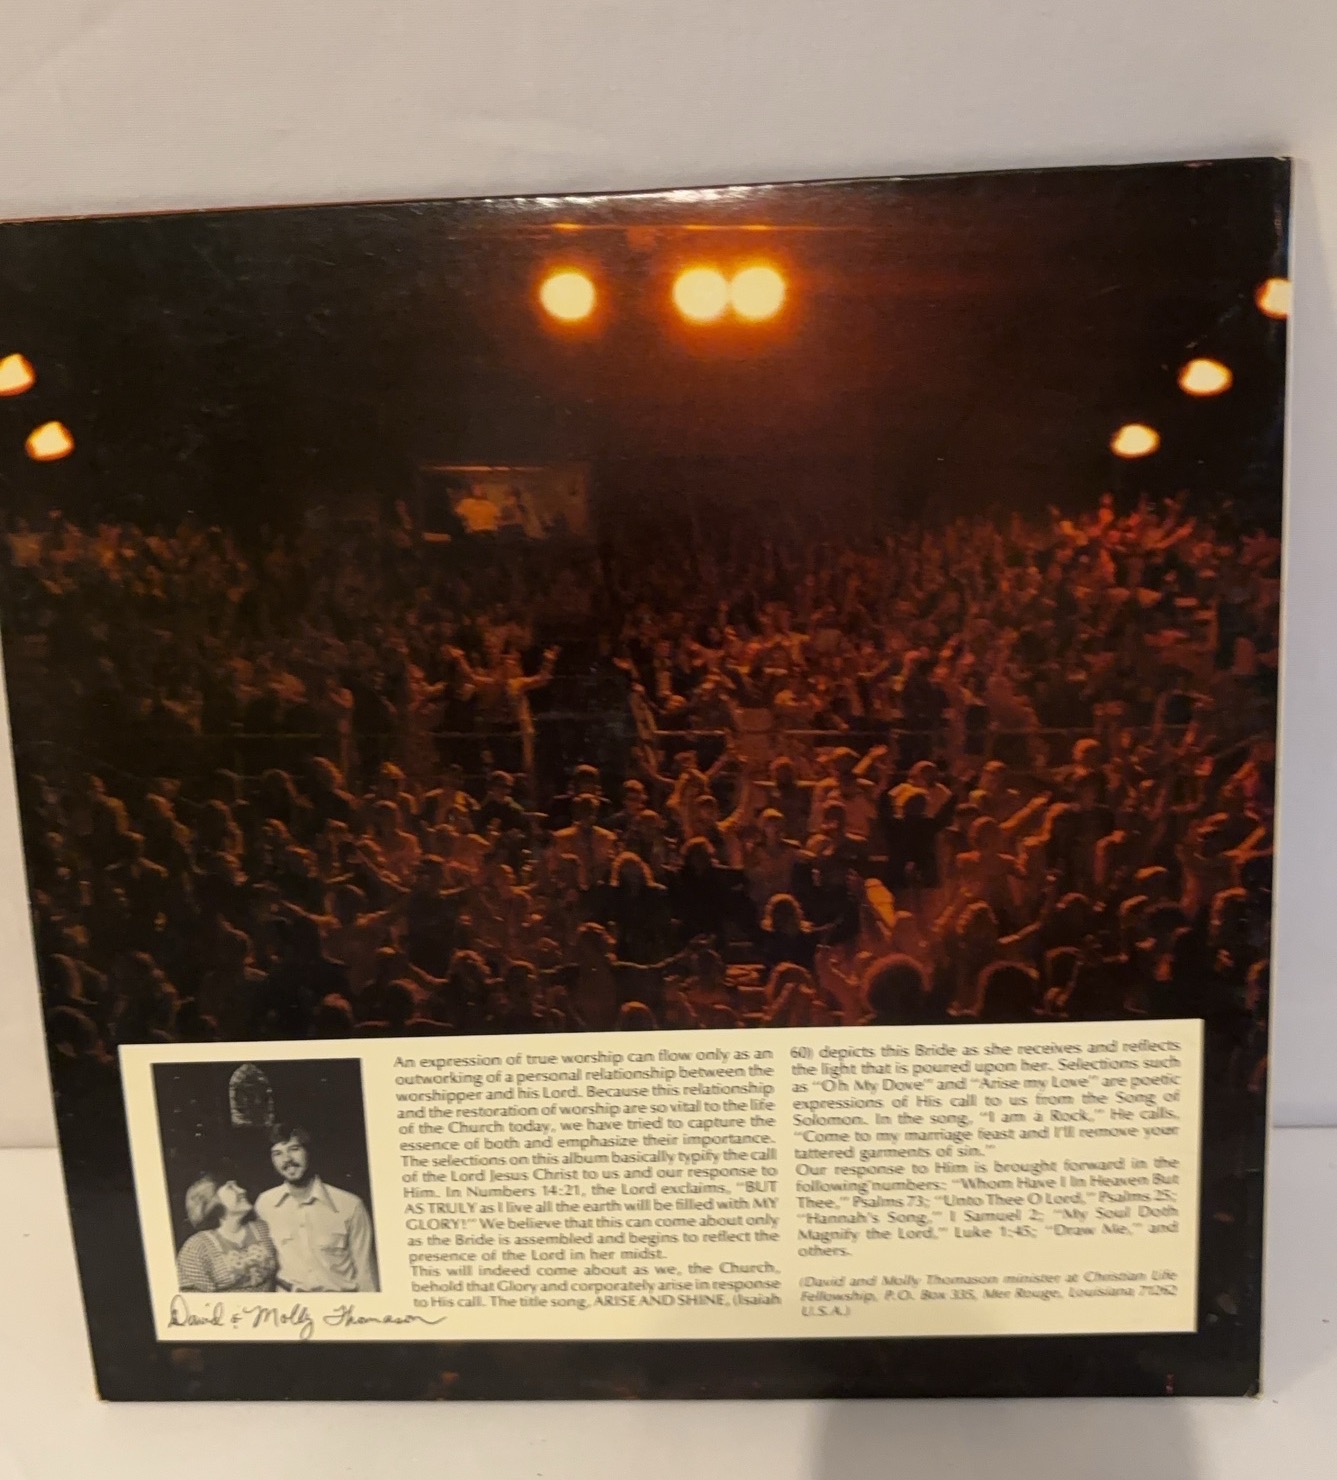 An expression of true worship can flow only as an
outworking of a personal relationship between the
worshipper and his Lord. Because this relationship
and the restoration of worship are so vital to the life
of the Church today, we have tried to capture the
essence of both and emphasize their importance.
The selections on this album basically typify the call
of the Lord Jesus Christ to us and our response to
Him. In Numbers 14:21, the Lord exclaims, "BUT
AS TRULY as I live all the earth will be filled with MY
GLORY!" We believe that this can come about only
as the Bride is assembled and begins to reflect the
presence of the Lord in her midst.
This will indeed come about as we, the Church,
behold that Glory and corporately arise in response
to His call. The title song, ARISE AND SHINE, (Isaiah
60) depicts this Bride as she receives and reflects
the light that is poured upon her. Selections such
as "Oh My Dove" and "Arise my Love" are poetic
expressions of His call to us from the Song of
Solomon. In the song, "I am a Rock," He calls,
"Come to my marriage feast and I'll remove your
tattered garments of sin."
Our response to Him is brought forward in the
following numbers: "Whom Have I In Heaven But
Thee," Psalms 73; "Unto Thee O Lord," Psalms 25;
"Hannah's Song," I Samuel 2; "My Soul Doth
Magnify the Lord," Luke 1:45; "Draw Me," and
others.
(David and Molly Thomason minister at Christian Life
Fellowship, P.O. Box 335, Mer Rouge, Louisiana 71262
U.S.A.)
David & Molly Thomason